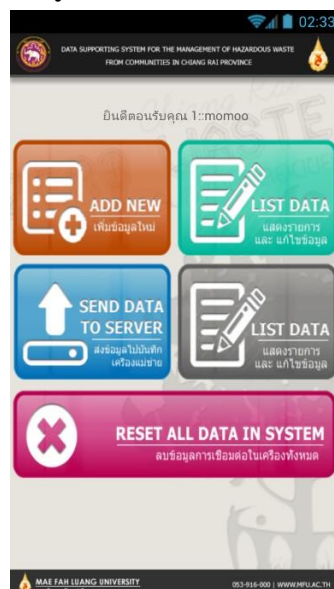 02:33
DATA SUPPORTING SYSTEM FOR THE MANAGEMENT OF HAZARDOUS WASTE
FROM COMMUNITIES IN CHIANG RAI PROVINCE
ยินดีตอนรับคุณ 1::momoo
ADD NEW
เพิ่มข้อมูลใหม่
LIST DATA
แสดงรายการ
และ แก้ไขข้อมูล
SEND DATA
TO SERVER
ส่งข้อมูลไปบันทึก
เครื่องแม่ข่าย
LIST DATA
แสดงรายการ
และ แก้ไขข้อมูล
RESET ALL DATA IN SYSTEM
ลบข้อมูลการเชื่อมต่อในเครื่องทั้งหมด
MAE FAH LUANG UNIVERSITY
053-916-000 | WWW.MFU.AC.TH